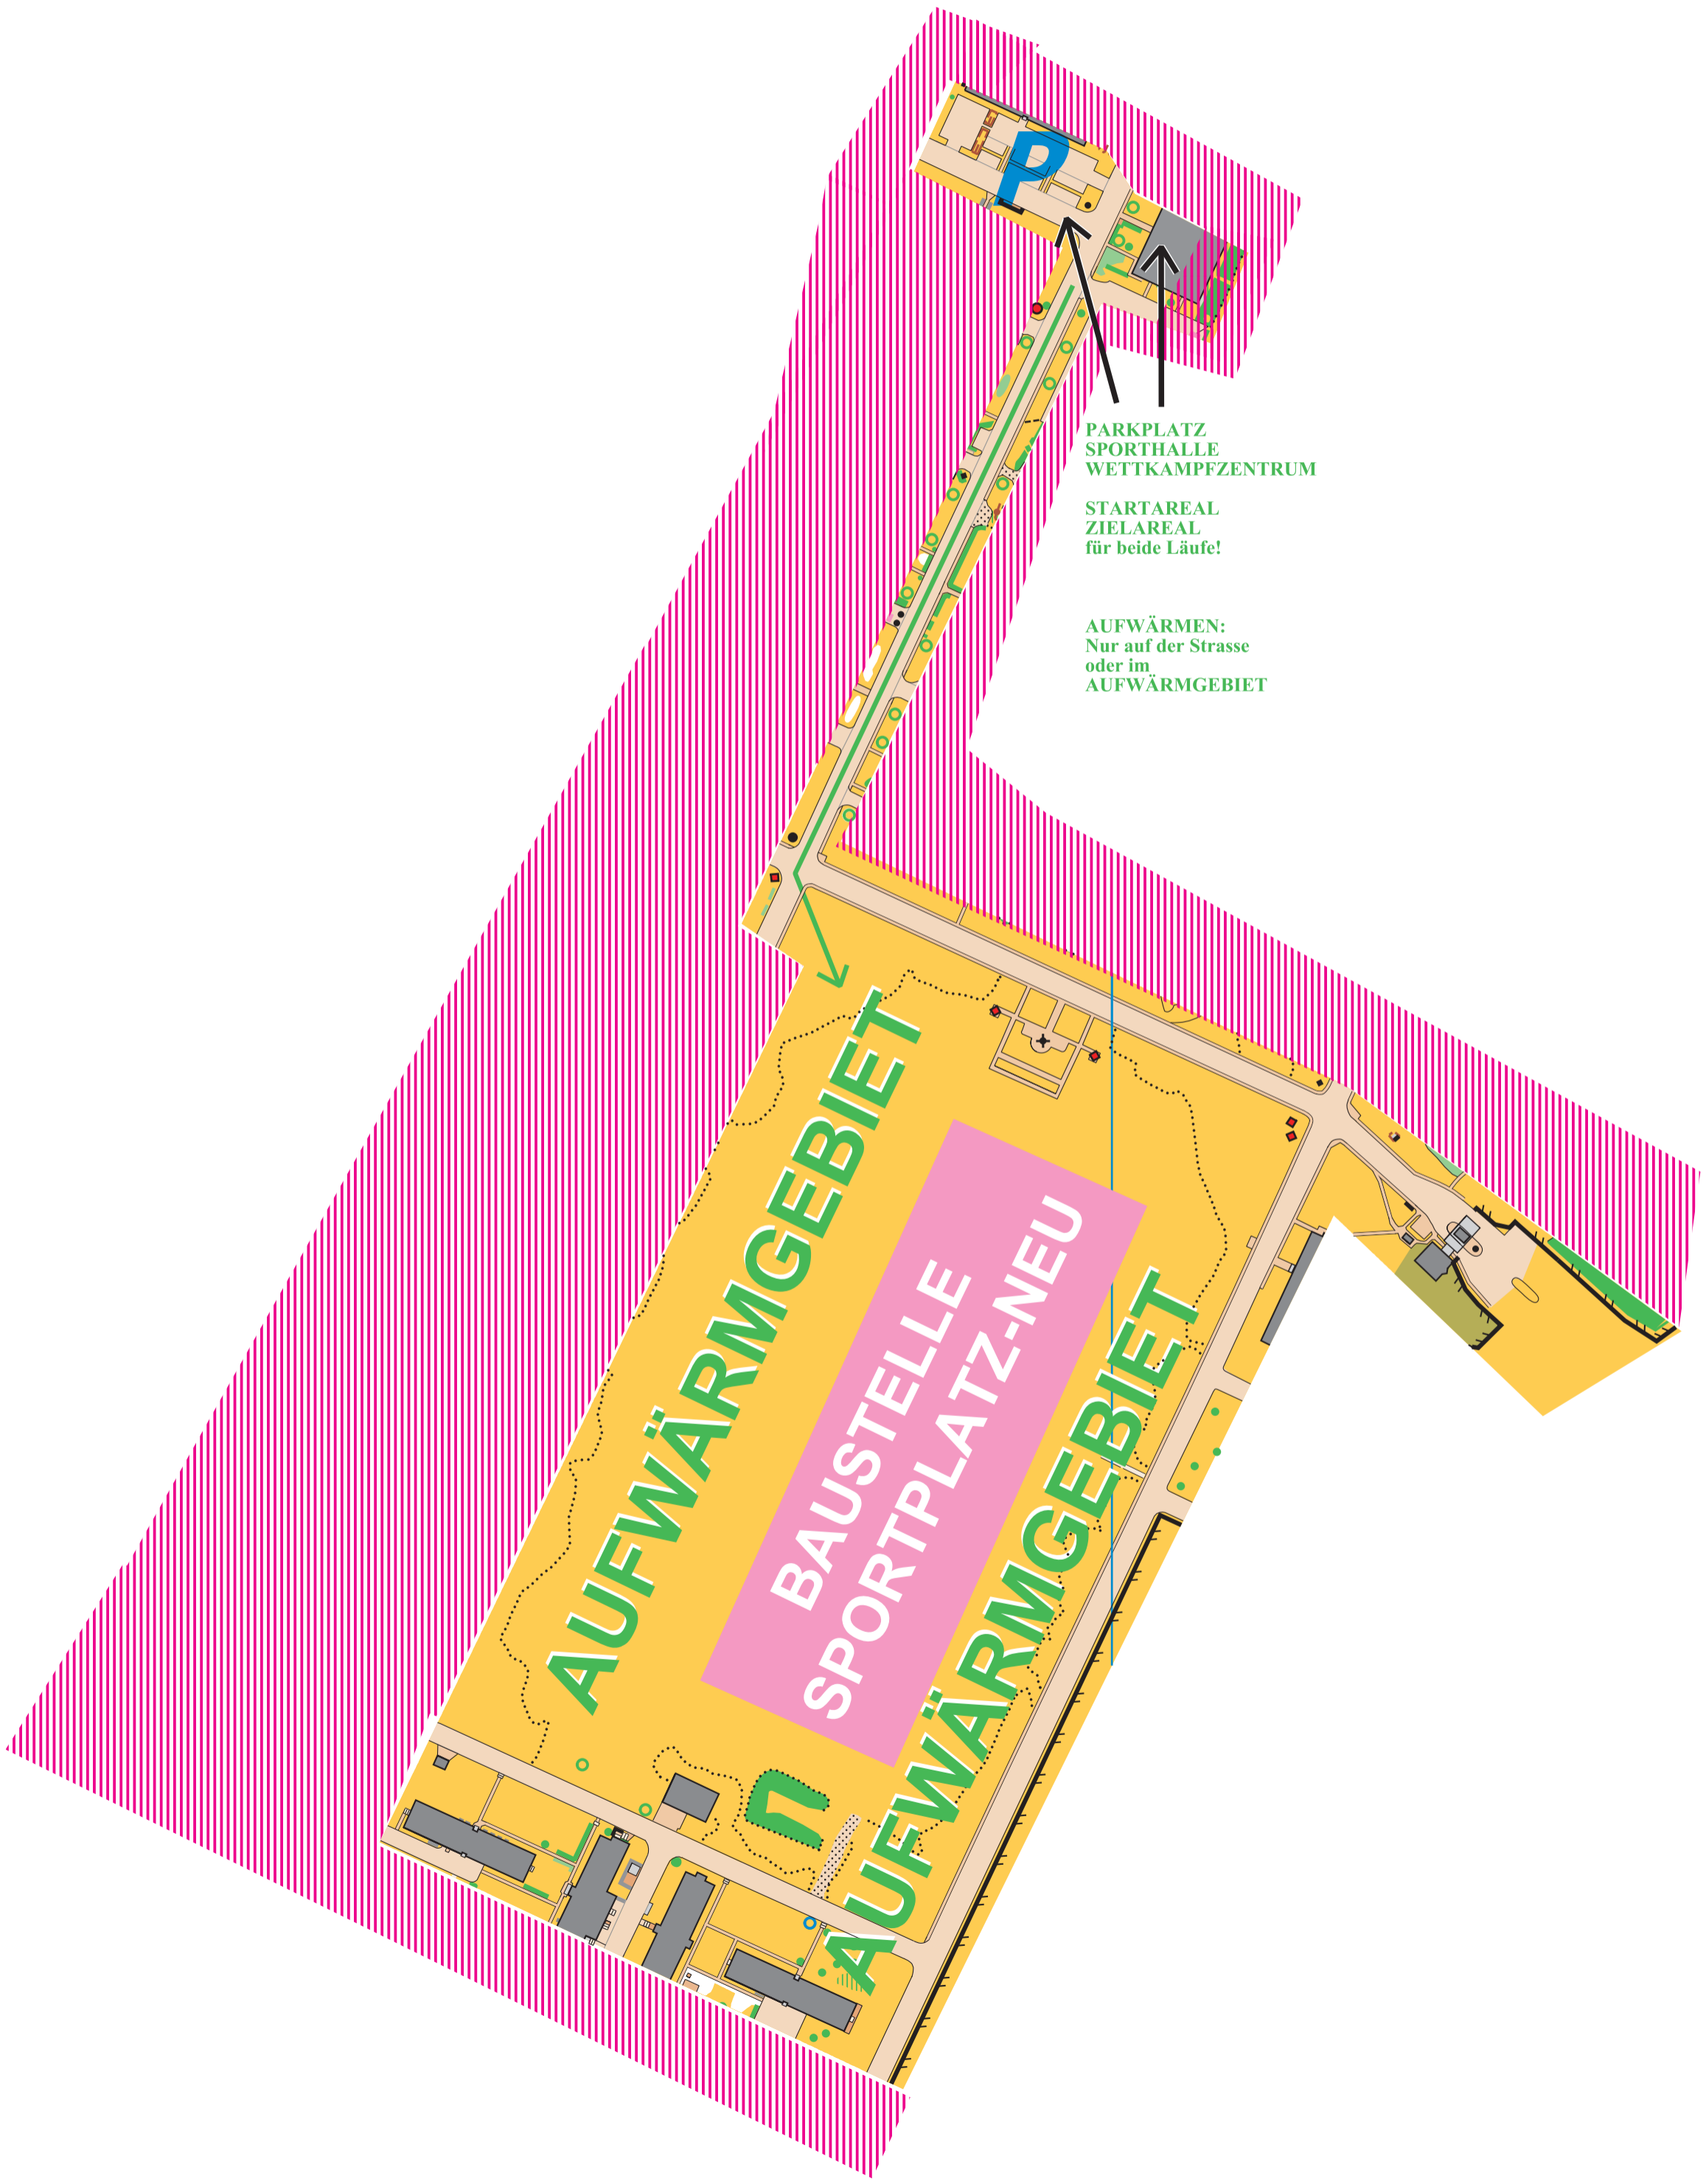 P
PARKPLATZ
SPORTHALLE
WETTKAMPFZENTRUM
STARTAREAL
ZIELAREAL
für beide Läufe!
AUFWÄRMEN:
Nur auf der Strasse
oder im
AUFWÄRMGEBIET
AUFWÄRMGEBIET
BAUSTELLE
SPORTPLATZ-NEU
AUFWÄRMGEBIET